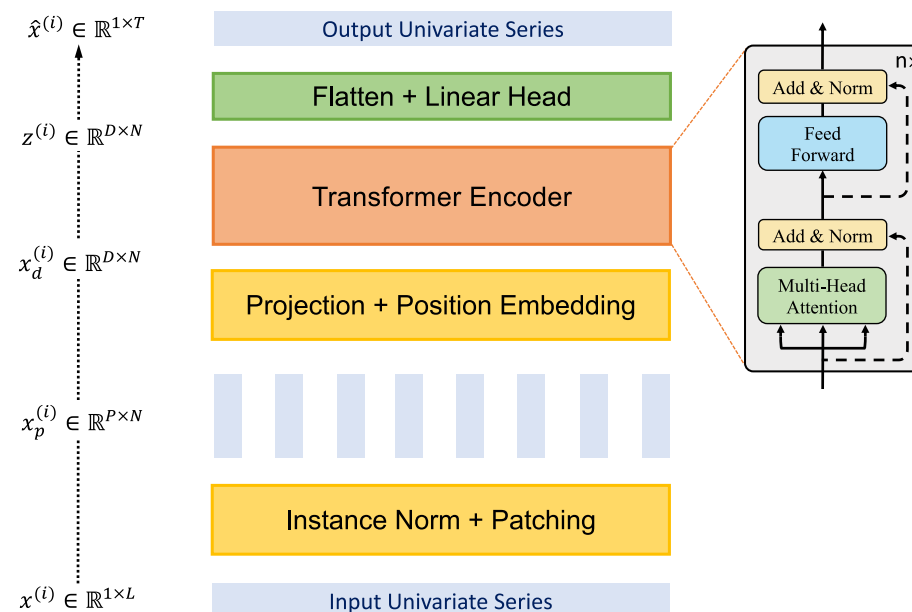 x̂^(i) ∈ ℝ^1×T
Output Univariate Series
Flatten + Linear Head
z^(i) ∈ ℝ^D×N
Transformer Encoder
x_d^(i) ∈ ℝ^D×N
Projection + Position Embedding
x_p^(i) ∈ ℝ^P×N
Instance Norm + Patching
x^(i) ∈ ℝ^1×L
Input Univariate Series
n×
Add & Norm
Feed
Forward
Add & Norm
Multi-Head
Attention